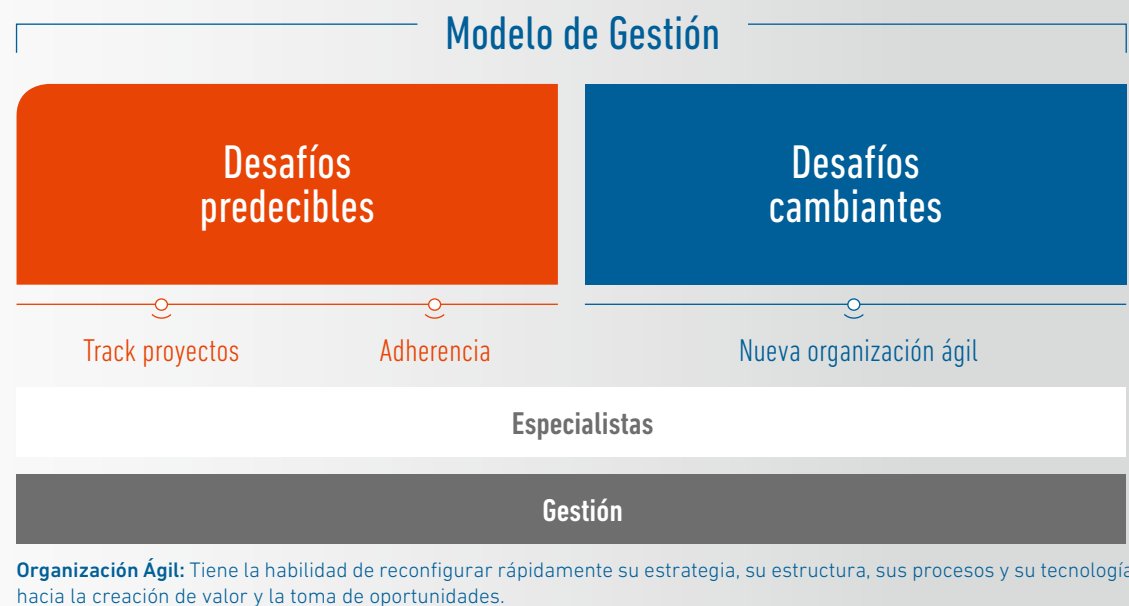 Modelo de Gestión
Desafíos
predecibles
Desafíos
cambiantes
Track proyectos
Adherencia
Nueva organización ágil
Especialistas
Gestión
Organización Ágil: Tiene la habilidad de reconfigurar rápidamente su estrategia, su estructura, sus procesos y su tecnología
hacia la creación de valor y la toma de oportunidades.